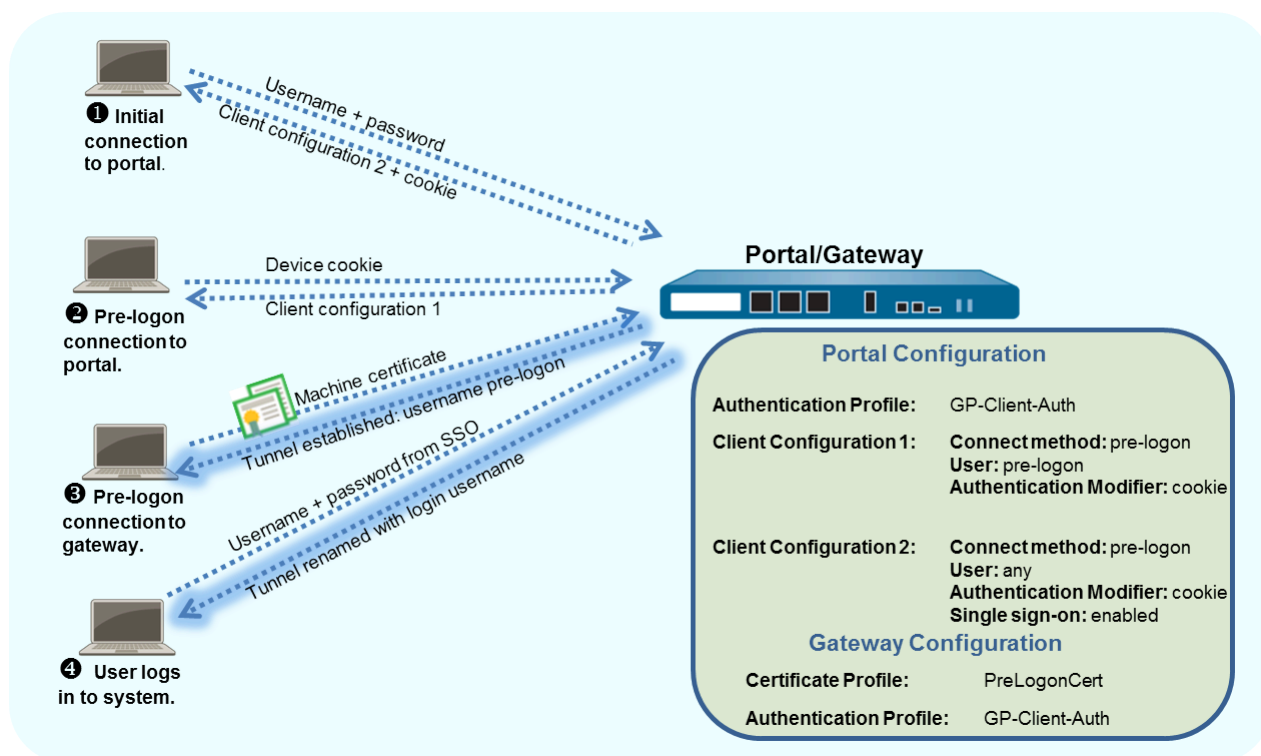 ❶ Initial
connection
to portal.
Username + password
Client configuration 2 + cookie
❷ Pre-logon
connection to
portal.
Device cookie
Client configuration 1
❸ Pre-logon
connection to
gateway.
Machine certificate
Tunnel established: username pre-logon
❹ User logs
in to system.
Username + password from SSO
Tunnel renamed with login username
Portal/Gateway
Portal Configuration
Authentication Profile: GP-Client-Auth
Client Configuration 1: Connect method: pre-logon
User: pre-logon
Authentication Modifier: cookie
Client Configuration 2: Connect method: pre-logon
User: any
Authentication Modifier: cookie
Single sign-on: enabled
Gateway Configuration
Certificate Profile: PreLogonCert
Authentication Profile: GP-Client-Auth